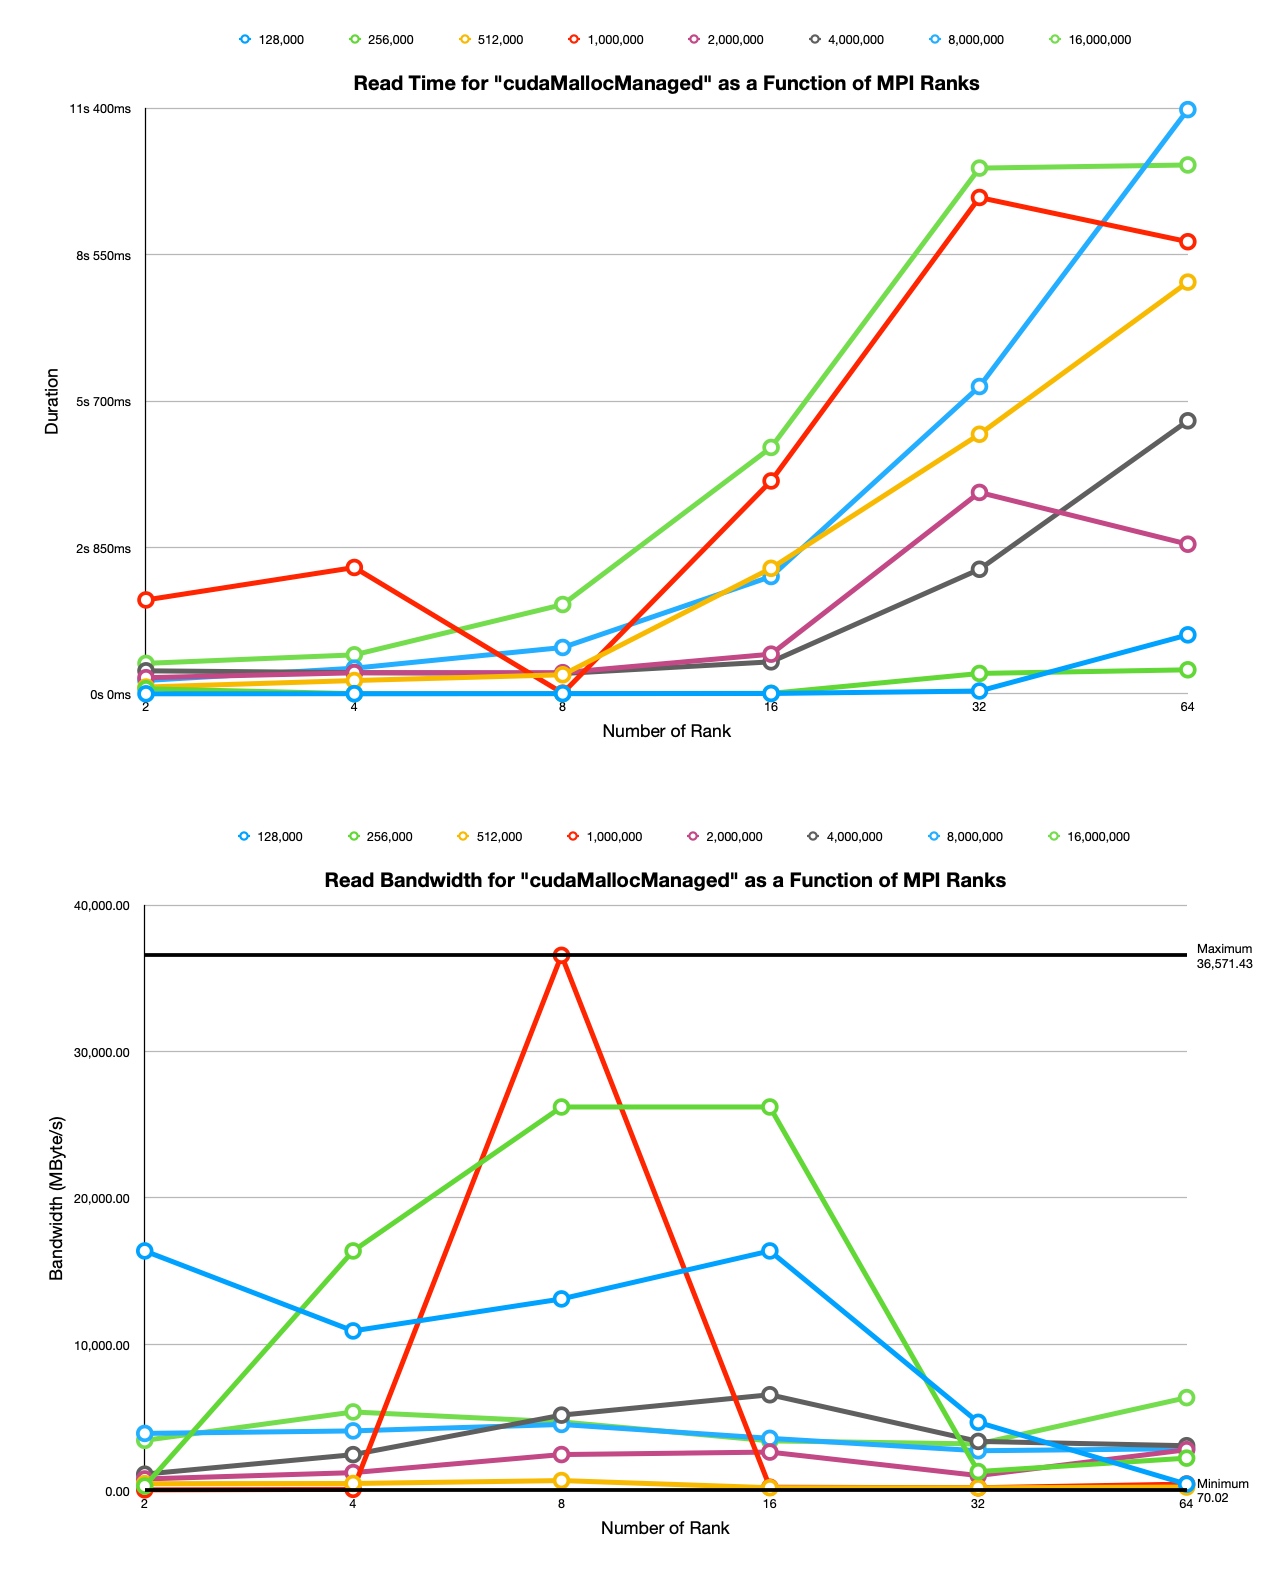 128,000 256,000 512,000 1,000,000 2,000,000 4,000,000 8,000,000 16,000,000
Read Time for "cudaMallocManaged" as a Function of MPI Ranks
11s 400ms
8s 550ms
5s 700ms
2s 850ms
0s 0ms
Duration
2 4 8 16 32 64
Number of Rank
128,000 256,000 512,000 1,000,000 2,000,000 4,000,000 8,000,000 16,000,000
Read Bandwidth for "cudaMallocManaged" as a Function of MPI Ranks
40,000.00
30,000.00
20,000.00
10,000.00
0.00
Bandwidth (MByte/s)
Maximum
36,571.43
Minimum
70.02
2 4 8 16 32 64
Number of Rank